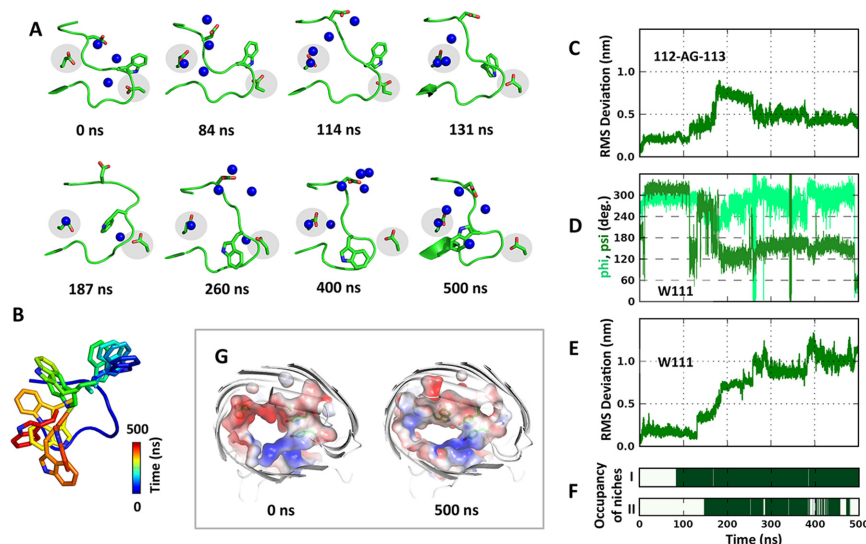 A
0 ns
84 ns
114 ns
131 ns
187 ns
260 ns
400 ns
500 ns
B
500
Time (ns)
0
G
0 ns
500 ns
C
112-AG-113
RMS Deviation (nm)
1.0
0.5
0.0
D
phi, psi (deg.)
300
240
180
120
60
0
W111
E
W111
RMS Deviation (nm)
1.0
0.5
0.0
F
Occupancy
of niches
I
II
0 100 200 300 400 500
Time (ns)